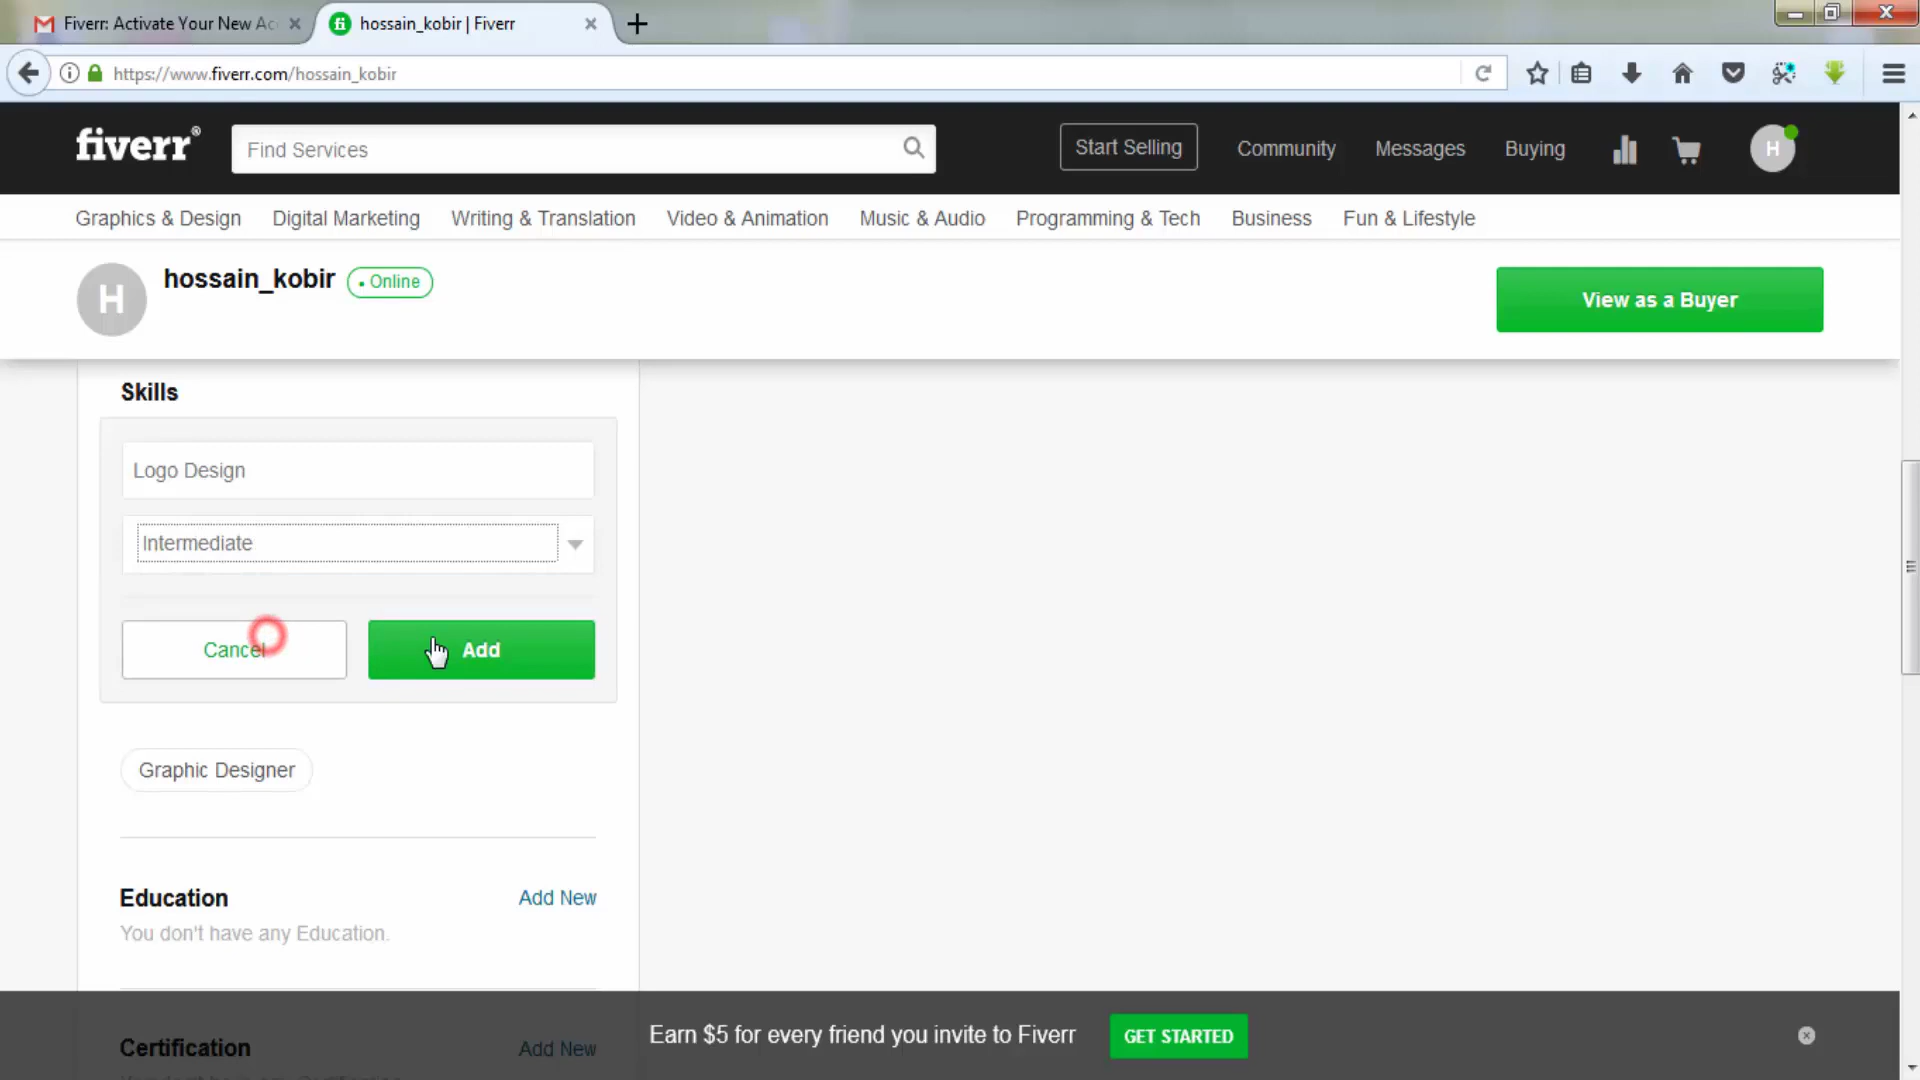 Fiverr: Activate Your New Ac
hossain_kobir | Fiverr
https://www.fiverr.com/hossain_kobir
fiverr®
Find Services
Start Selling
Community
Messages
Buying
H
Graphics & Design
Digital Marketing
Writing & Translation
Video & Animation
Music & Audio
Programming & Tech
Business
Fun & Lifestyle
H
hossain_kobir
• Online
View as a Buyer
Skills
Logo Design
Intermediate
Cancel
Add
Graphic Designer
Education
Add New
You don't have any Education.
Earn $5 for every friend you invite to Fiverr
GET STARTED
Certification
Add New